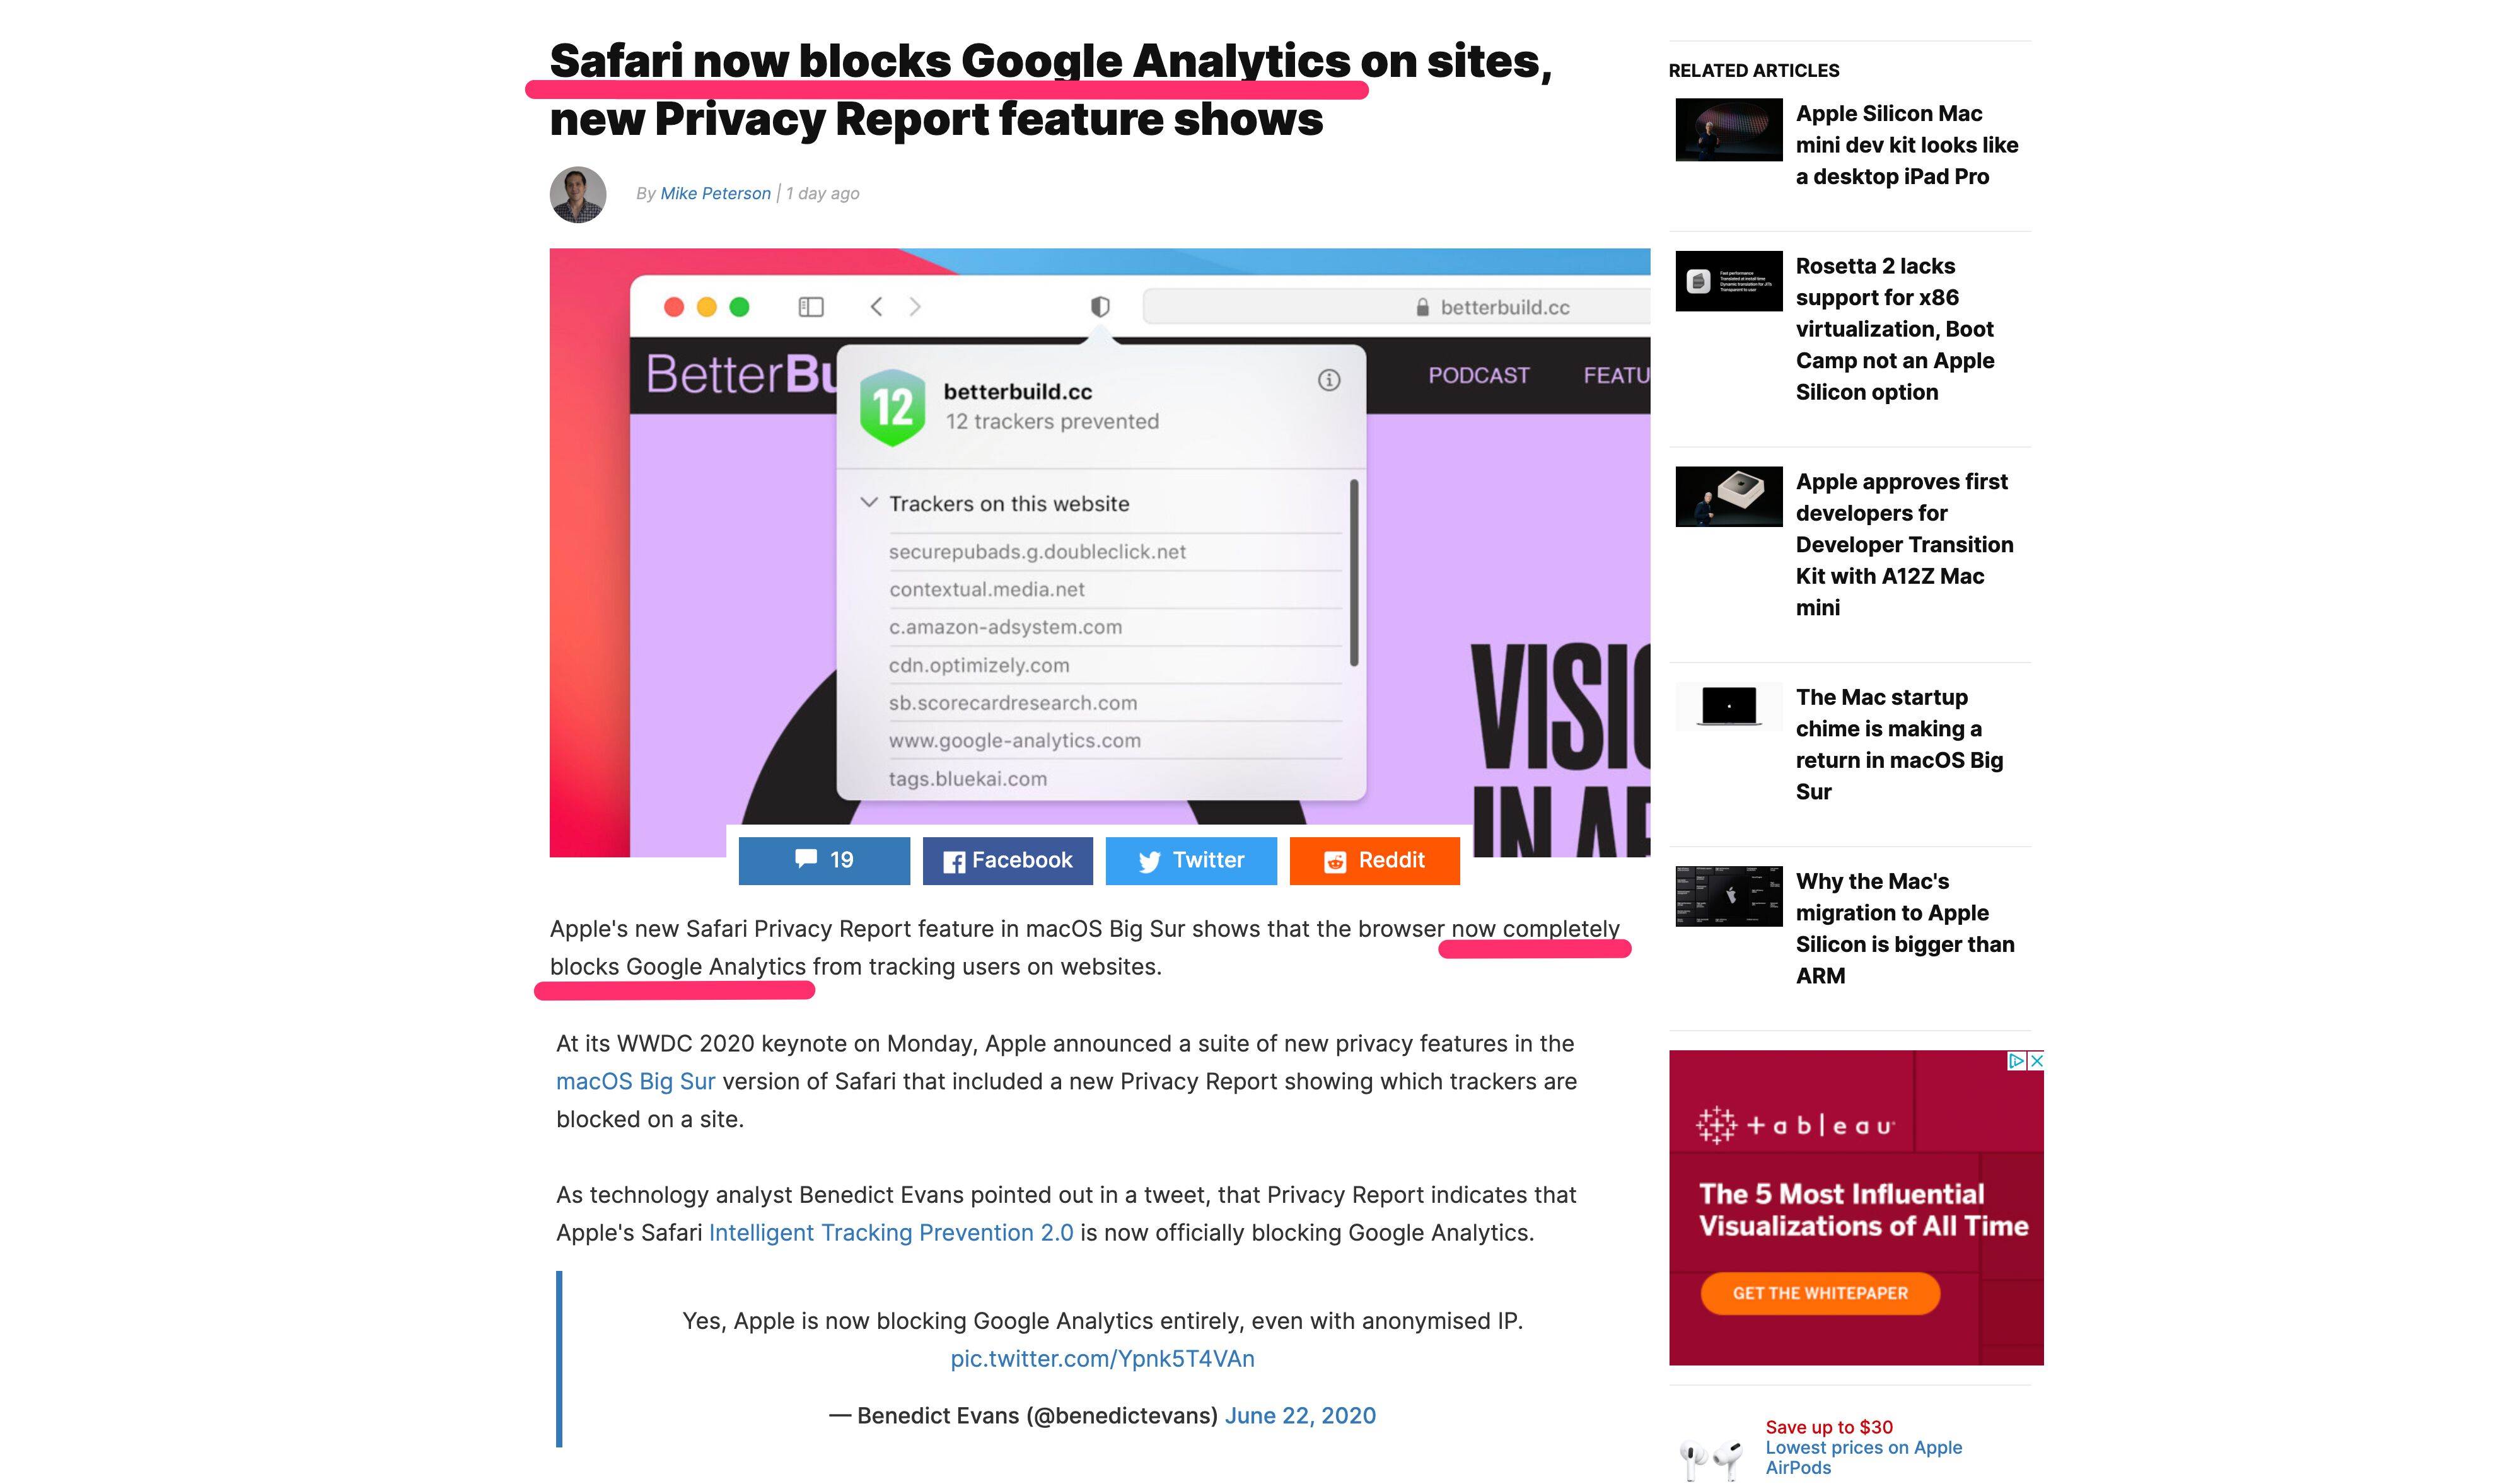 Safari now blocks Google Analytics on sites,
new Privacy Report feature shows
By Mike Peterson | 1 day ago
betterbuild.cc
BetterBu
PODCAST FEATU
12
betterbuild.cc
12 trackers prevented
Trackers on this website
securepubads.g.doubleclick.net
contextual.media.net
c.amazon-adsystem.com
cdn.optimizely.com
sb.scorecardresearch.com
www.google-analytics.com
tags.bluekai.com
VISI
IN A
19
Facebook
Twitter
Reddit
Apple's new Safari Privacy Report feature in macOS Big Sur shows that the browser now completely
blocks Google Analytics from tracking users on websites.
At its WWDC 2020 keynote on Monday, Apple announced a suite of new privacy features in the
macOS Big Sur version of Safari that included a new Privacy Report showing which trackers are
blocked on a site.
As technology analyst Benedict Evans pointed out in a tweet, that Privacy Report indicates that
Apple's Safari Intelligent Tracking Prevention 2.0 is now officially blocking Google Analytics.
Yes, Apple is now blocking Google Analytics entirely, even with anonymised IP.
pic.twitter.com/Ypnk5T4VAn
— Benedict Evans (@benedictevans) June 22, 2020
RELATED ARTICLES
Apple Silicon Mac
mini dev kit looks like
a desktop iPad Pro
Rosetta 2 lacks
support for x86
virtualization, Boot
Camp not an Apple
Silicon option
Apple approves first
developers for
Developer Transition
Kit with A12Z Mac
mini
The Mac startup
chime is making a
return in macOS Big
Sur
Why the Mac's
migration to Apple
Silicon is bigger than
ARM
+ableau
The 5 Most Influential
Visualizations of All Time
GET THE WHITEPAPER
Save up to $30
Lowest prices on Apple
AirPods